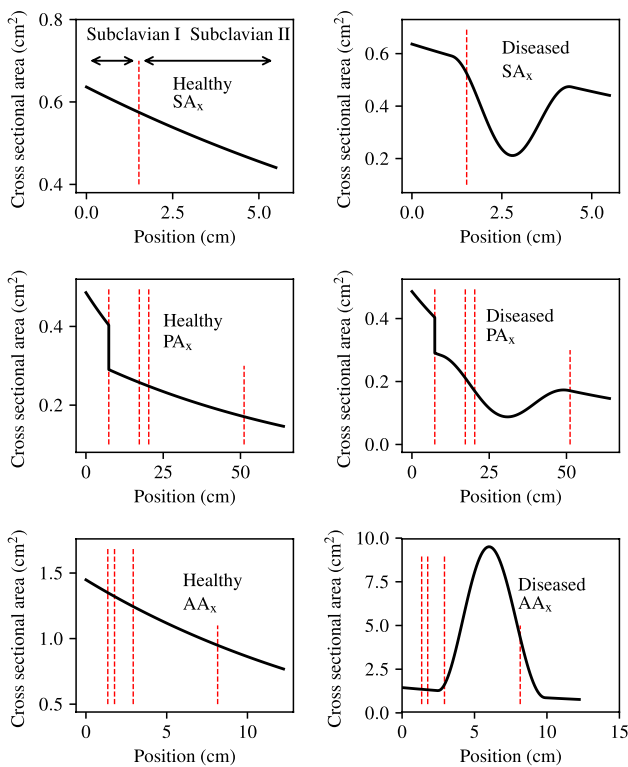 Cross sectional area (cm²)
0.8
0.6
0.4
Subclavian I Subclavian II
Healthy
SAₓ
0.0 2.5 5.0
Position (cm)
Cross sectional area (cm²)
0.6
0.4
0.2
Diseased
SAₓ
0.0 2.5 5.0
Position (cm)
Cross sectional area (cm²)
0.4
0.2
Healthy
PAₓ
0 25 50
Position (cm)
Cross sectional area (cm²)
0.4
0.2
0.0
Diseased
PAₓ
0 25 50
Position (cm)
Cross sectional area (cm²)
1.5
1.0
0.5
Healthy
AAₓ
0 5 10
Position (cm)
Cross sectional area (cm²)
10.0
7.5
5.0
2.5
0.0
Diseased
AAₓ
0 5 10 15
Position (cm)